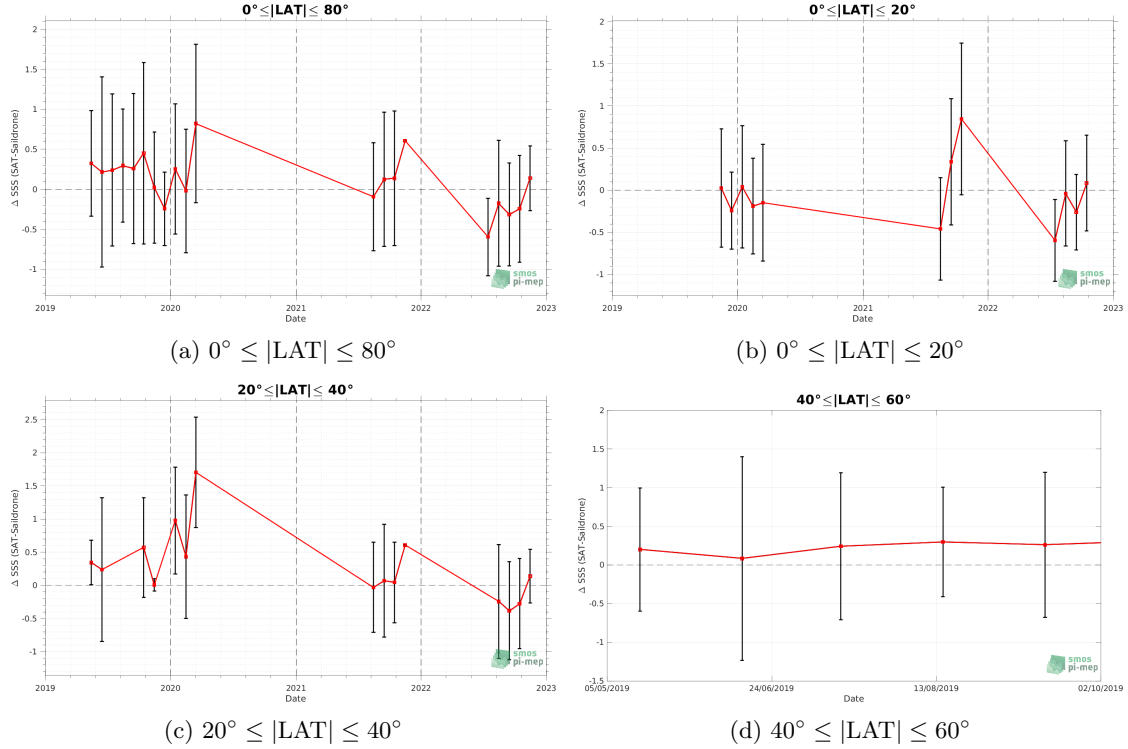 0°≤|LAT|≤ 80°
Δ SSS (SAT-Saildrone)
2
1.5
1
0.5
0
-0.5
-1
2019
2020
2021
2022
2023
Date
smos
pi-mep
(a) 0° ≤ |LAT| ≤ 80°
0°≤|LAT|≤ 20°
Δ SSS (SAT-Saildrone)
2
1.5
1
0.5
0
-0.5
-1
2019
2020
2021
2022
2023
Date
smos
pi-mep
(b) 0° ≤ |LAT| ≤ 20°
20°≤|LAT|≤ 40°
Δ SSS (SAT-Saildrone)
2.5
2
1.5
1
0.5
0
-0.5
-1
2019
2020
2021
2022
2023
Date
smos
pi-mep
(c) 20° ≤ |LAT| ≤ 40°
40°≤|LAT|≤ 60°
Δ SSS (SAT-Saildrone)
2
1.5
1
0.5
0
-0.5
-1
-1.5
05/05/2019
24/06/2019
13/08/2019
02/10/2019
Date
smos
pi-mep
(d) 40° ≤ |LAT| ≤ 60°